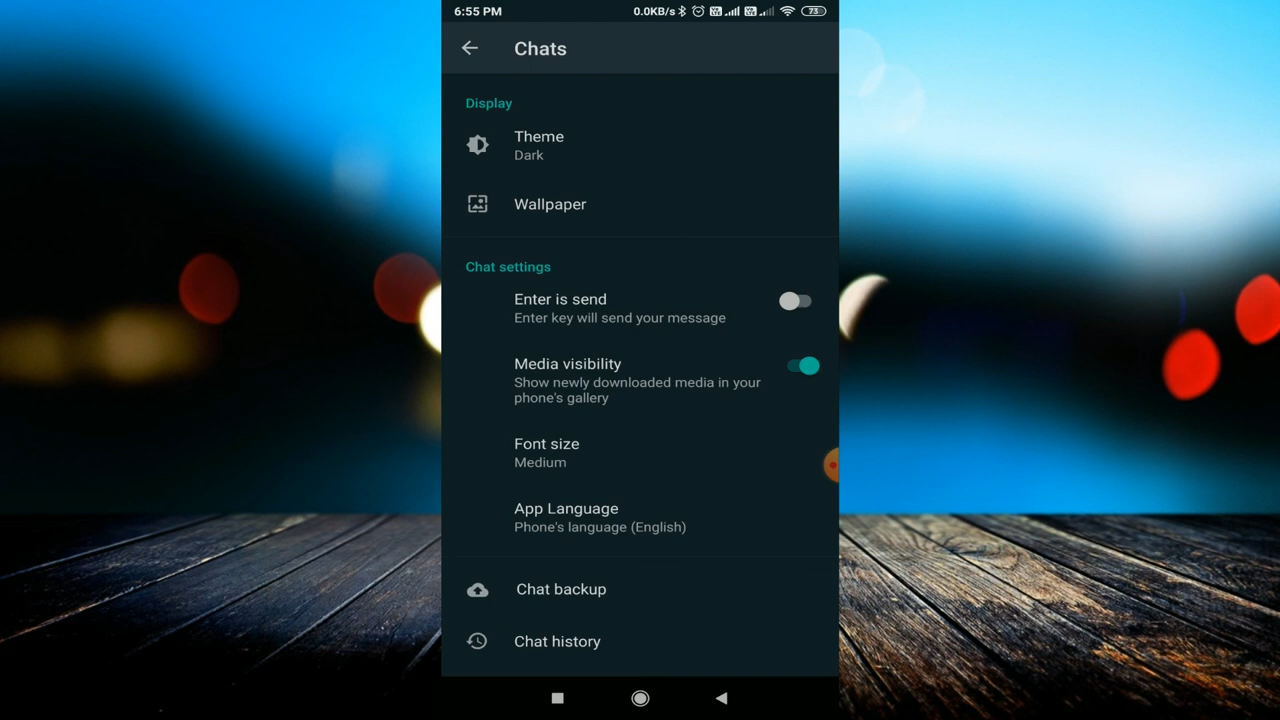 6:55 PM 0.0KB/s 73
Chats
Display
Theme
Dark
Wallpaper
Chat settings
Enter is send
Enter key will send your message
Media visibility
Show newly downloaded media in your
phone's gallery
Font size
Medium
App Language
Phone's language (English)
Chat backup
Chat history